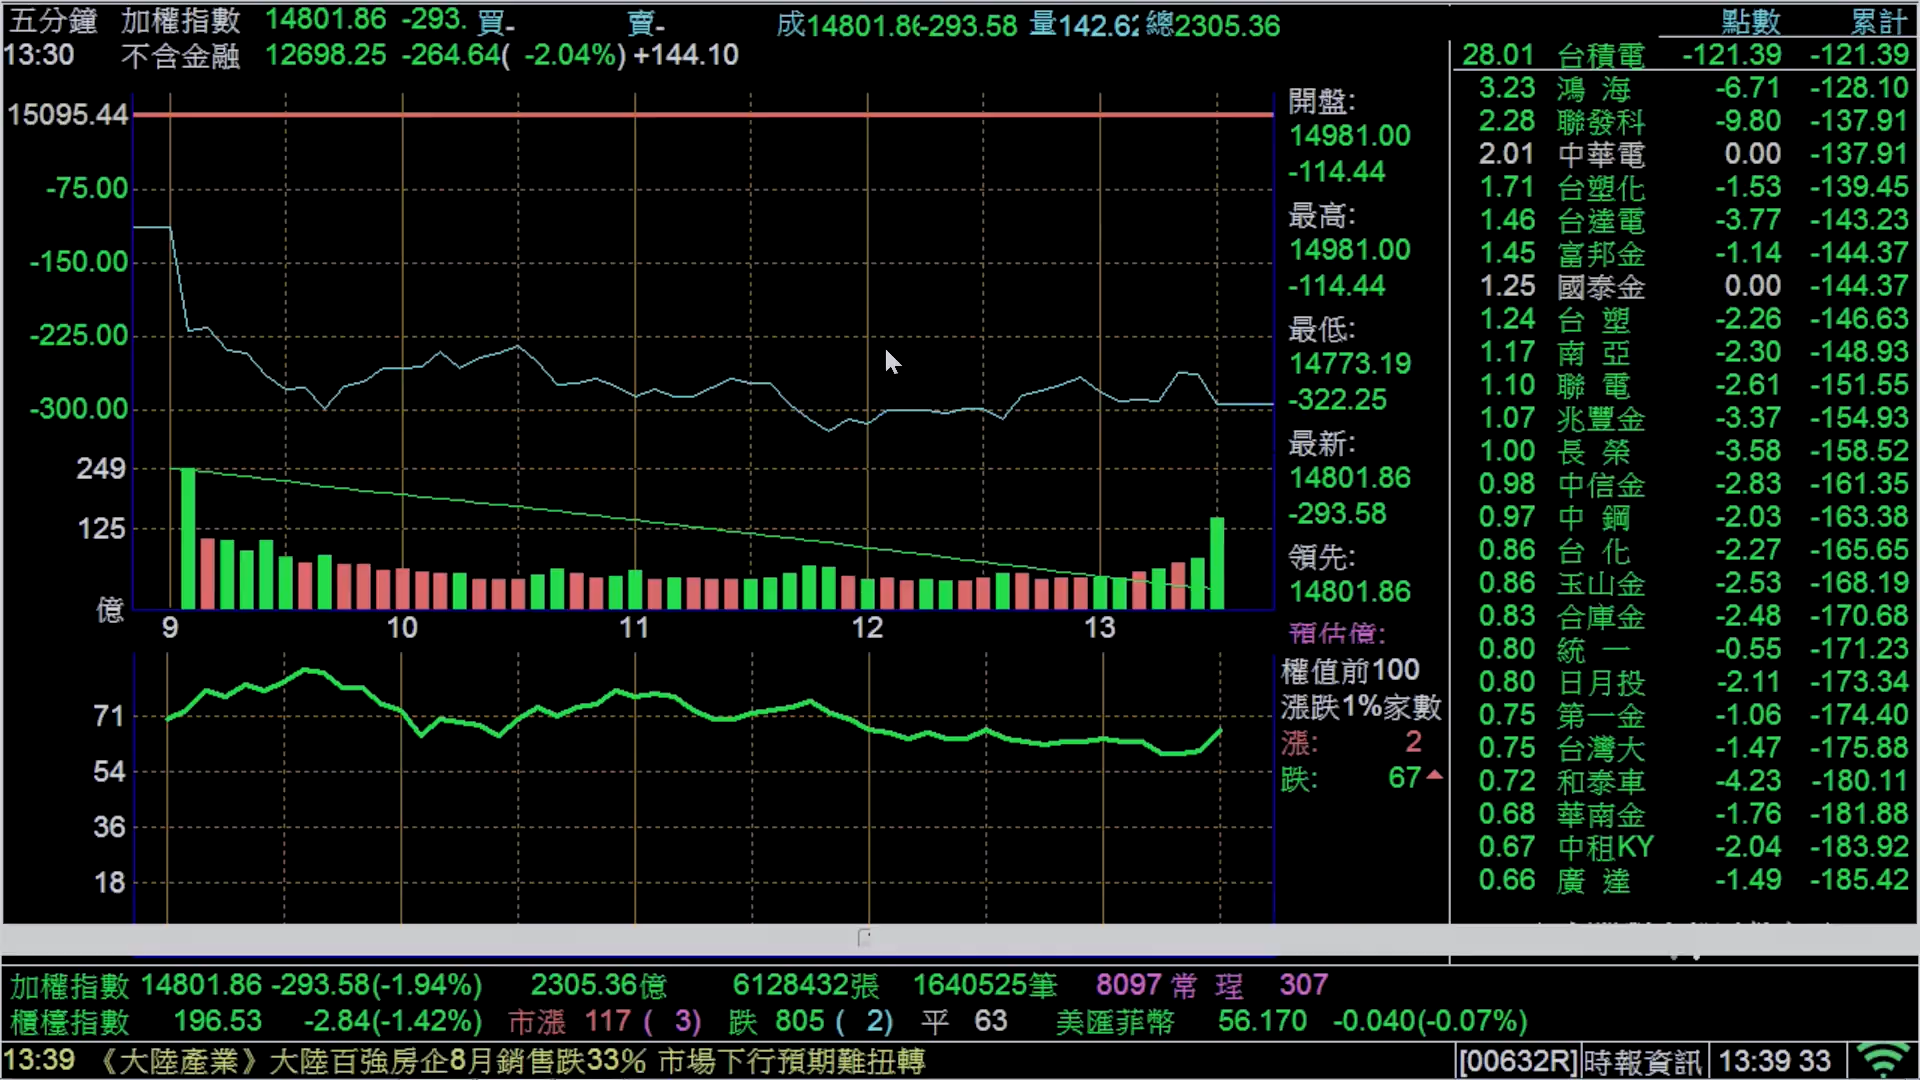 五分鐘 加權指數 14801.86 -293. 買- 賣- 成14801.86-293.58 量142.62 總2305.36
13:30 不含金融 12698.25 -264.64( -2.04%) +144.10
15095.44
-75.00
-150.00
-225.00
-300.00
249
125
億
9 10 11 12 13
71
54
36
18
開盤:
14981.00
-114.44
最高:
14981.00
-114.44
最低:
14773.19
-322.25
最新:
14801.86
-293.58
領先:
14801.86
預估億:
權值前100
漲跌1%家數
漲: 2
跌: 67
點數 累計
28.01 台積電 -121.39 -121.39
3.23 鴻 海 -6.71 -128.10
2.28 聯發科 -9.80 -137.91
2.01 中華電 0.00 -137.91
1.71 台塑化 -1.53 -139.45
1.46 台達電 -3.77 -143.23
1.45 富邦金 -1.14 -144.37
1.25 國泰金 0.00 -144.37
1.24 台 塑 -2.26 -146.63
1.17 南 亞 -2.30 -148.93
1.10 聯 電 -2.61 -151.55
1.07 兆豐金 -3.37 -154.93
1.00 長 榮 -3.58 -158.52
0.98 中信金 -2.83 -161.35
0.97 中 鋼 -2.03 -163.38
0.86 台 化 -2.27 -165.65
0.86 玉山金 -2.53 -168.19
0.83 合庫金 -2.48 -170.68
0.80 統 一 -0.55 -171.23
0.80 日月投 -2.11 -173.34
0.75 第一金 -1.06 -174.40
0.75 台灣大 -1.47 -175.88
0.72 和泰車 -4.23 -180.11
0.68 華南金 -1.76 -181.88
0.67 中租KY -2.04 -183.92
0.66 廣 達 -1.49 -185.42
加權指數 14801.86 -293.58(-1.94%) 2305.36億 6128432張 1640525筆 8097 常 珵 307
櫃檯指數 196.53 -2.84(-1.42%) 市漲 117 ( 3) 跌 805 ( 2) 平 63 美匯菲幣 56.170 -0.040(-0.07%)
13:39 《大陸產業》大陸百強房企8月銷售跌33% 市場下行預期難扭轉 [00632R] 時報資訊 13:39 33